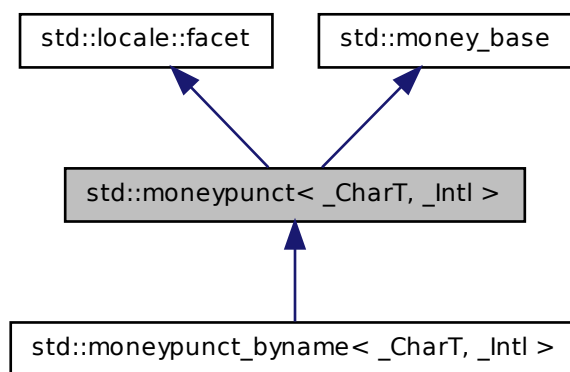 std::locale::facet
std::money_base
std::moneypunct< _CharT, _Intl >
std::moneypunct_byname< _CharT, _Intl >